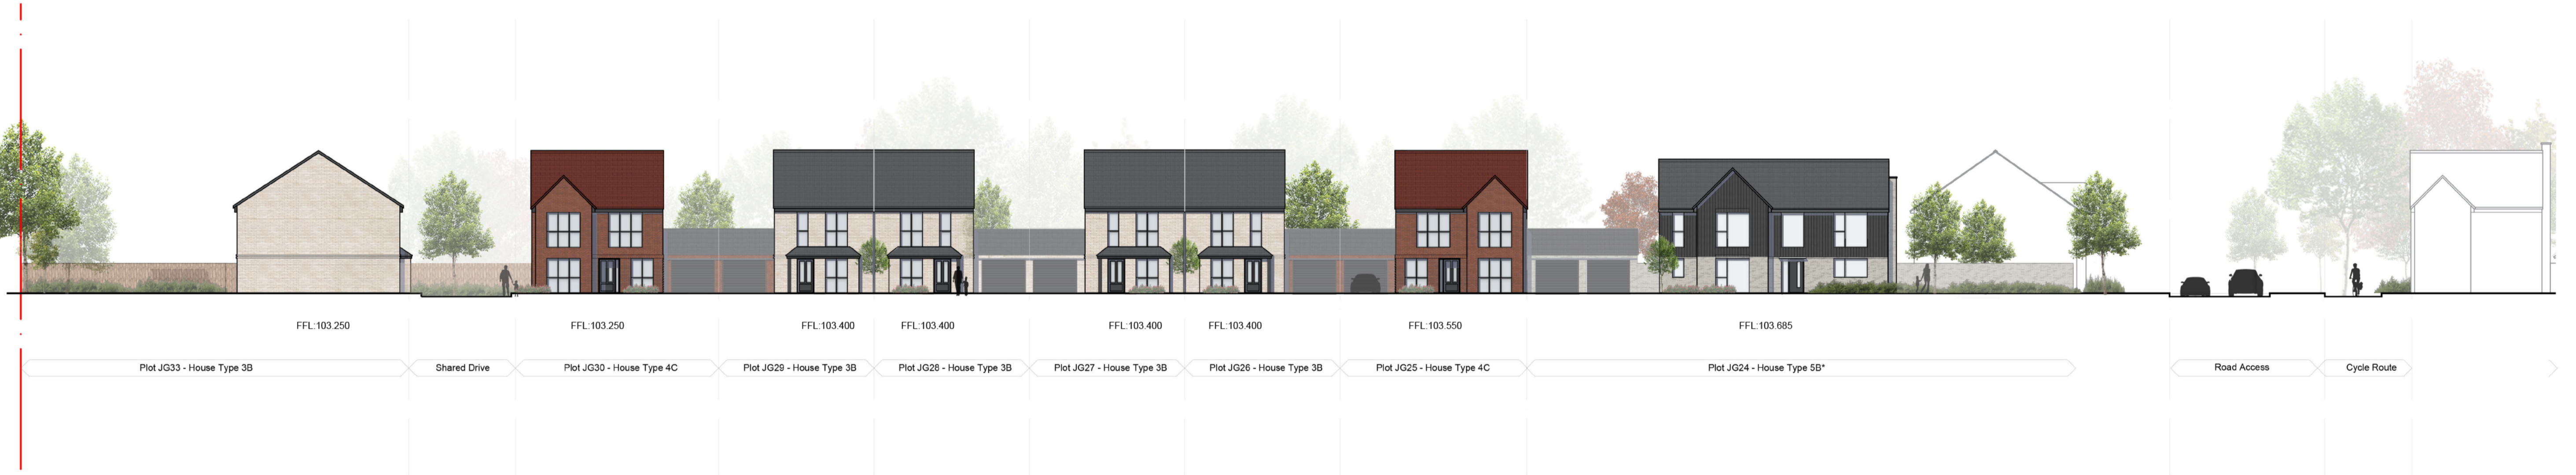 FFL:103.250
FFL:103.250
FFL:103.400
FFL:103.400
FFL:103.400
FFL:103.400
FFL:103.550
FFL:103.685
Plot JG33 - House Type 3B
Shared Drive
Plot JG30 - House Type 4C
Plot JG29 - House Type 3B
Plot JG28 - House Type 3B
Plot JG27 - House Type 3B
Plot JG26 - House Type 3B
Plot JG25 - House Type 4C
Plot JG24 - House Type 5B*
Road Access
Cycle Route